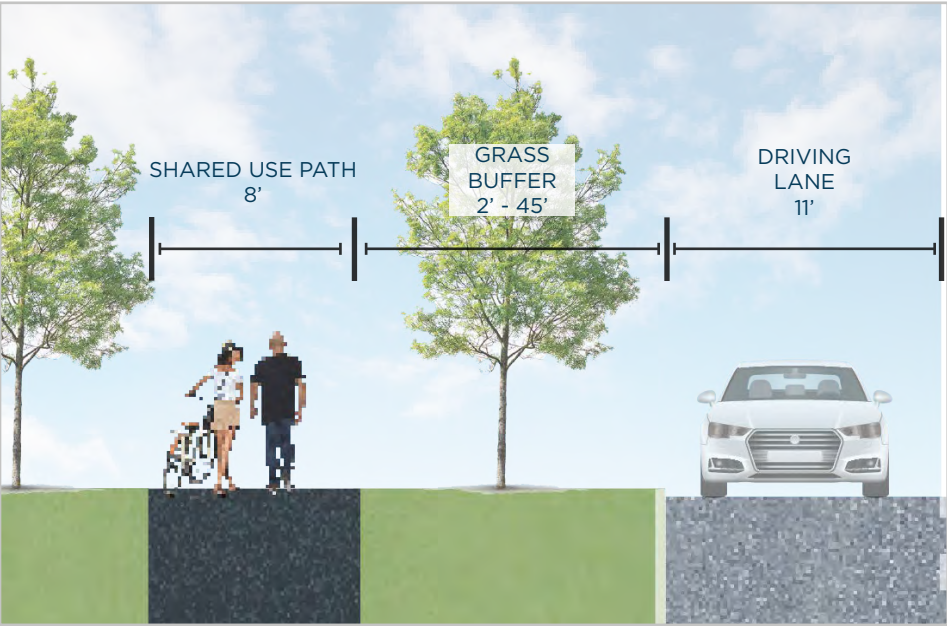 SHARED USE PATH
8’
GRASS
BUFFER
2’ - 45’
DRIVING
LANE
11’